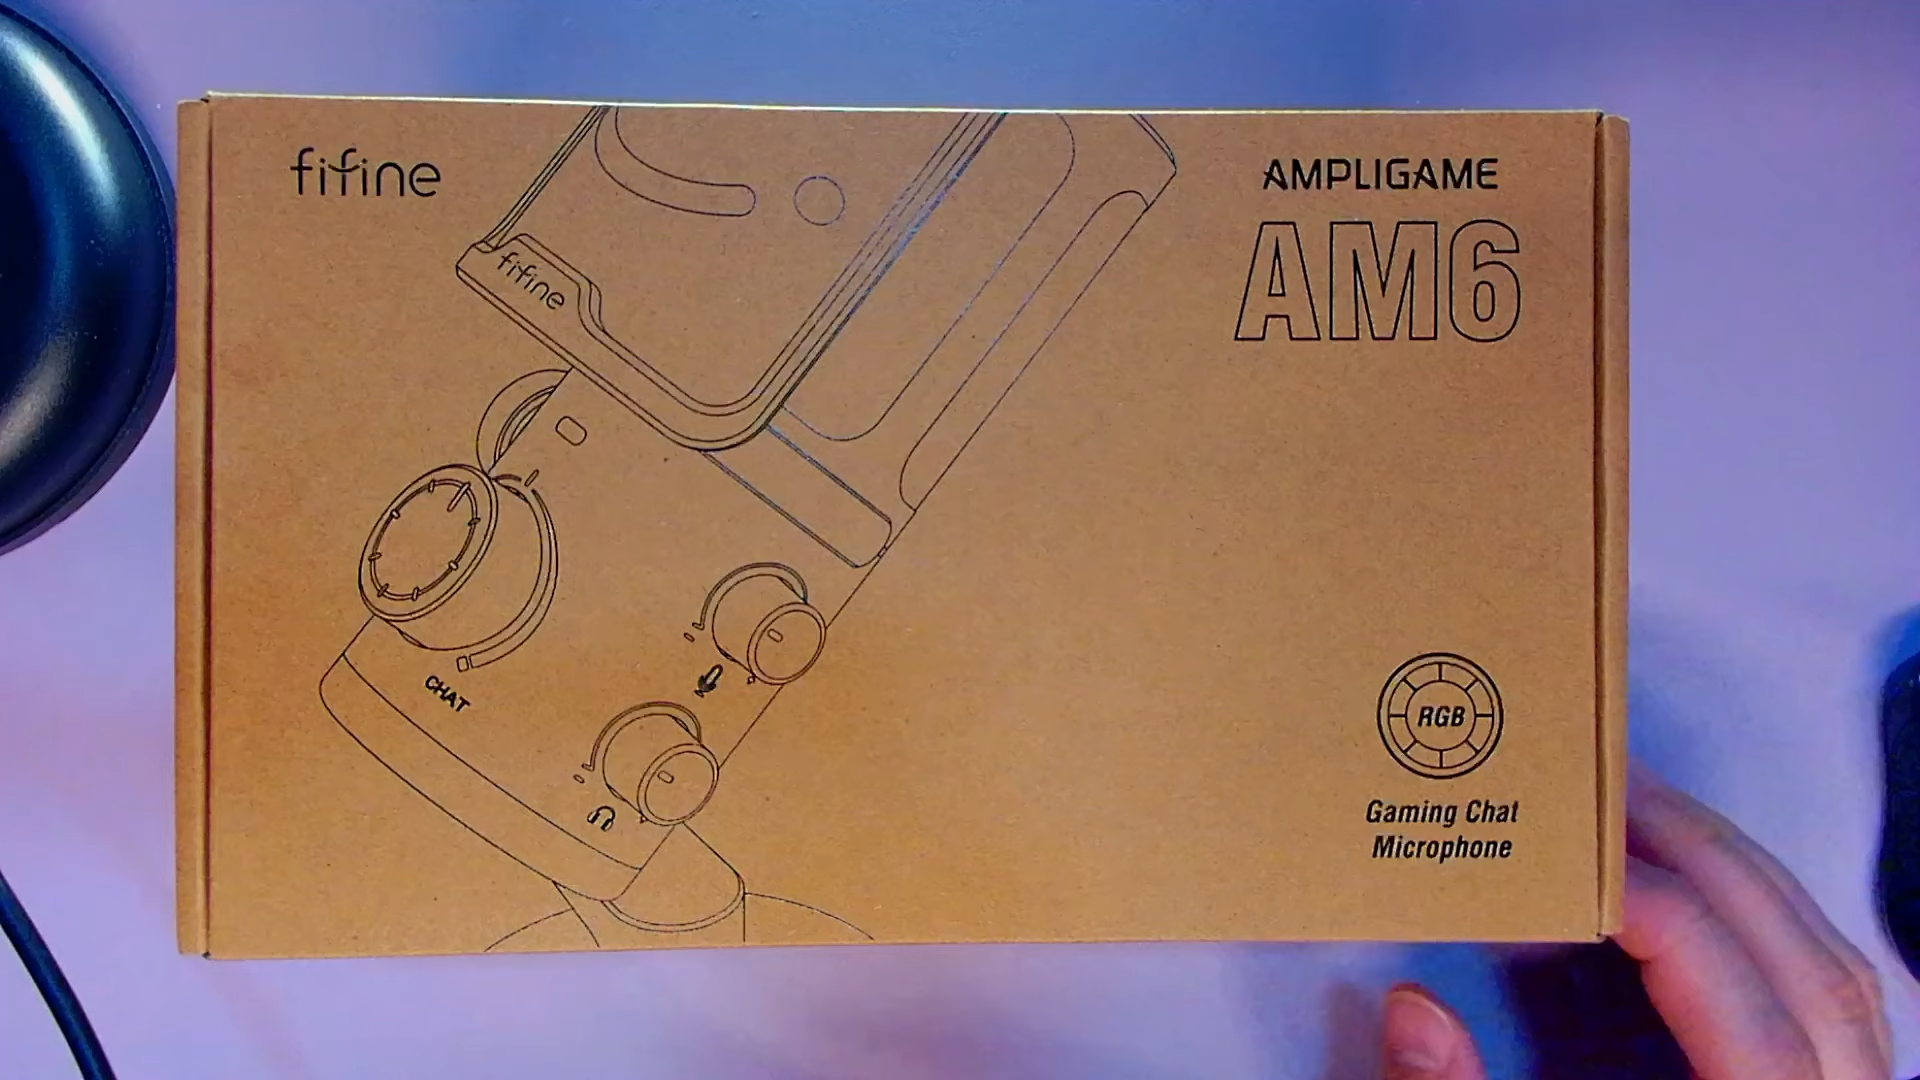 fifine
AMPLIGAME
AM6
fifine
CHAT
RGB
Gaming Chat
Microphone